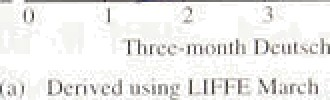 0 1 2 3
Three-month Deutsch
(a) Derived using LIFFE March